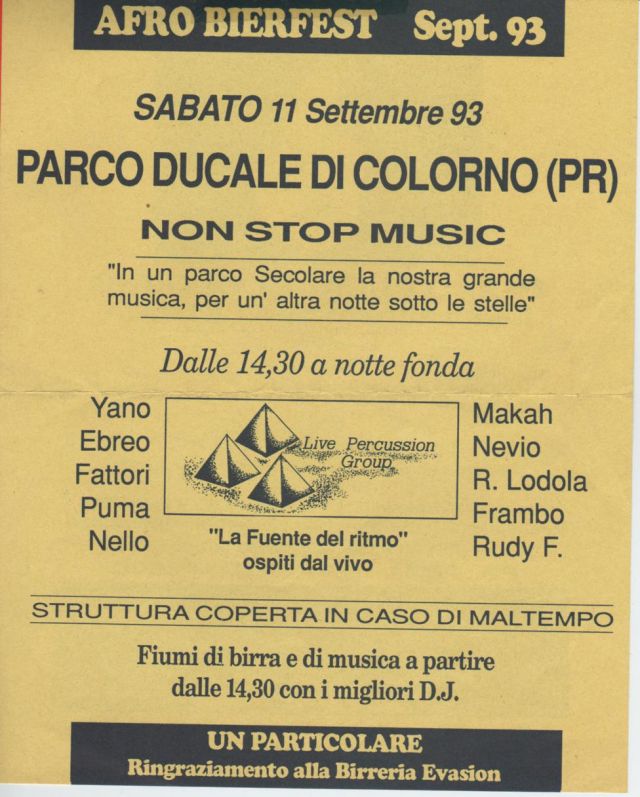 AFRO BIERFEST Sept. 93
SABATO 11 Settembre 93
PARCO DUCALE DI COLORNO (PR)
NON STOP MUSIC
"In un parco Secolare la nostra grande
musica, per un' altra notte sotto le stelle"
Dalle 14,30 a notte fonda
Yano
Ebreo
Fattori
Puma
Nello
Live Percussion
Group
"La Fuente del ritmo"
ospiti dal vivo
Makah
Nevio
R. Lodola
Frambo
Rudy F.
STRUTTURA COPERTA IN CASO DI MALTEMPO
Fiumi di birra e di musica a partire
dalle 14,30 con i migliori D.J.
UN PARTICOLARE
Ringraziamento alla Birreria Evasion